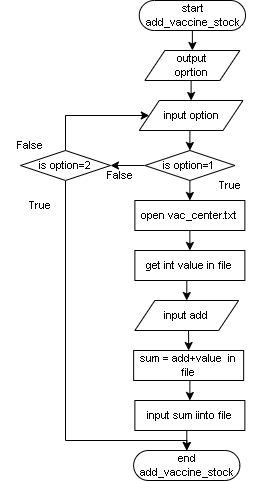 start
add_vaccine_stock
output
oprtion
input option
False
is option=2
is option=1
False
True
True
open vac_center.txt
get int value in file
input add
sum = add+value in
file
input sum iinto file
end
add_vaccine_stock